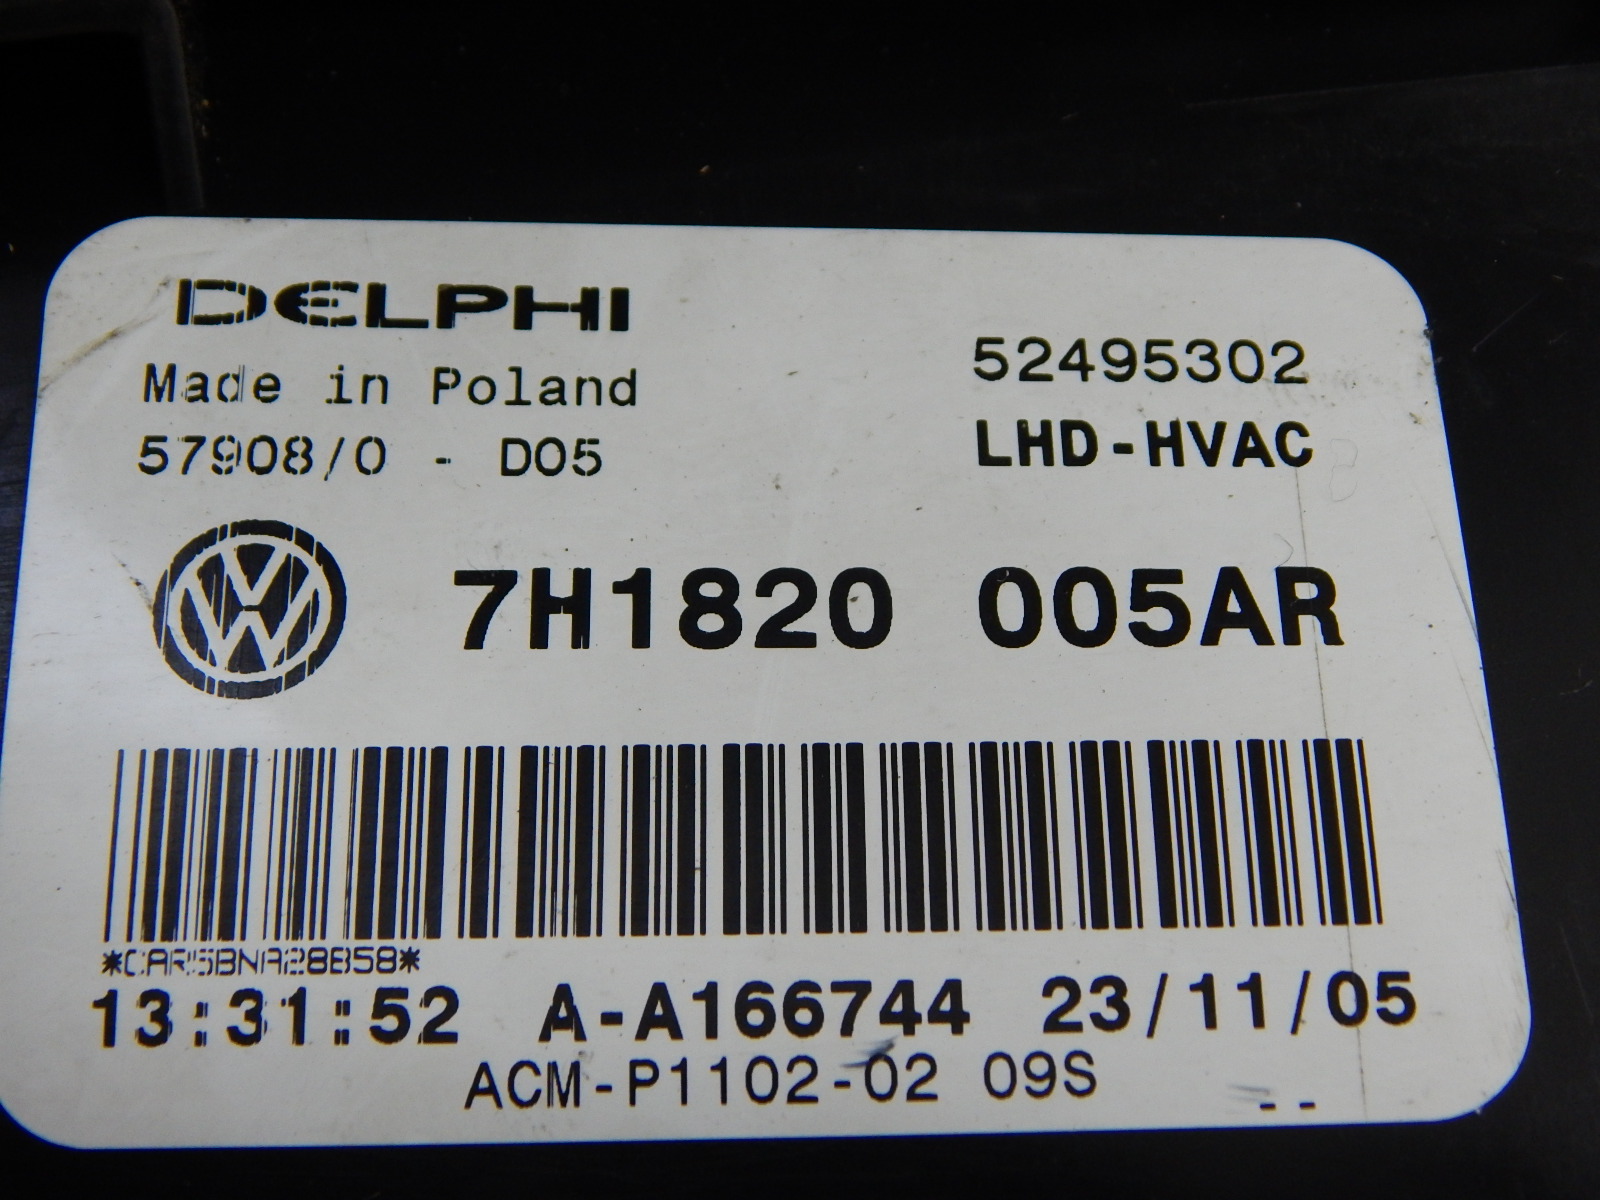 DELPHI
Made in Poland
57908/0 - D05
52495302
LHD-HVAC
7H1820 005AR
*CAR5BNA28B58*
13:31:52 A-A166744 23/11/05
ACM-P1102-02 09S
--